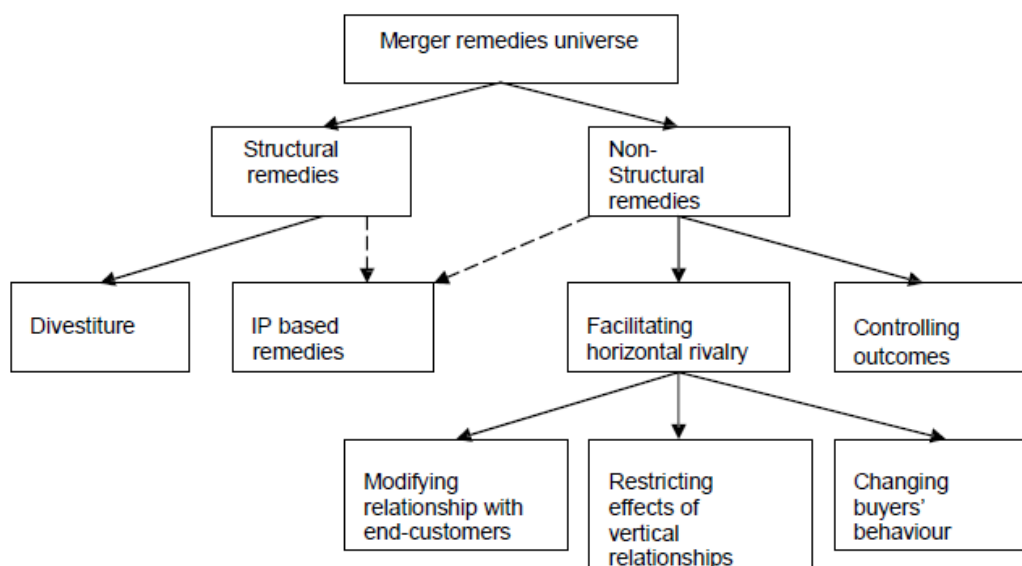 Merger remedies universe
Structural
remedies
Non-
Structural
remedies
Divestiture
IP based
remedies
Facilitating
horizontal rivalry
Controlling
outcomes
Modifying
relationship with
end-customers
Restricting
effects of
vertical
relationships
Changing
buyers’
behaviour